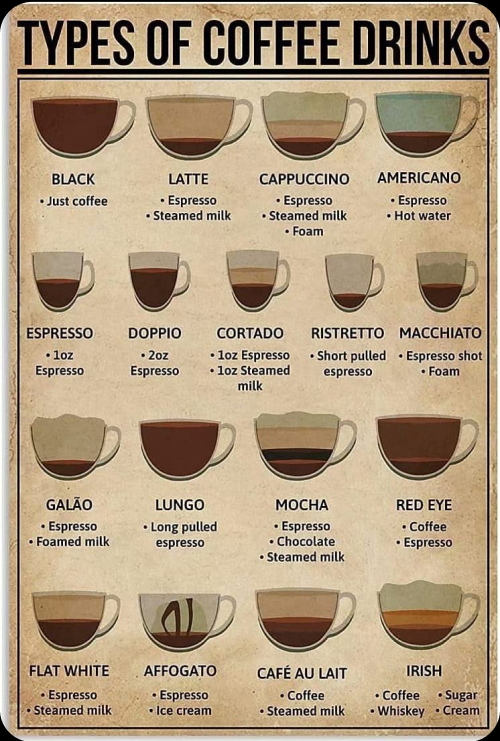 TYPES OF COFFEE DRINKS
BLACK
• Just coffee
LATTE
• Espresso
• Steamed milk
CAPPUCCINO
• Espresso
• Steamed milk
• Foam
AMERICANO
• Espresso
• Hot water
ESPRESSO
• 1oz
Espresso
DOPPIO
• 2oz
Espresso
CORTADO
• 1oz Espresso
• 1oz Steamed
milk
RISTRETTO
• Short pulled
espresso
MACCHIATO
• Espresso shot
• Foam
GALÃO
• Espresso
• Foamed milk
LUNGO
• Long pulled
espresso
MOCHA
• Espresso
• Chocolate
• Steamed milk
RED EYE
• Coffee
• Espresso
FLAT WHITE
• Espresso
• Steamed milk
AFFOGATO
• Espresso
• Ice cream
CAFÉ AU LAIT
• Coffee
• Steamed milk
IRISH
• Coffee • Sugar
• Whiskey • Cream